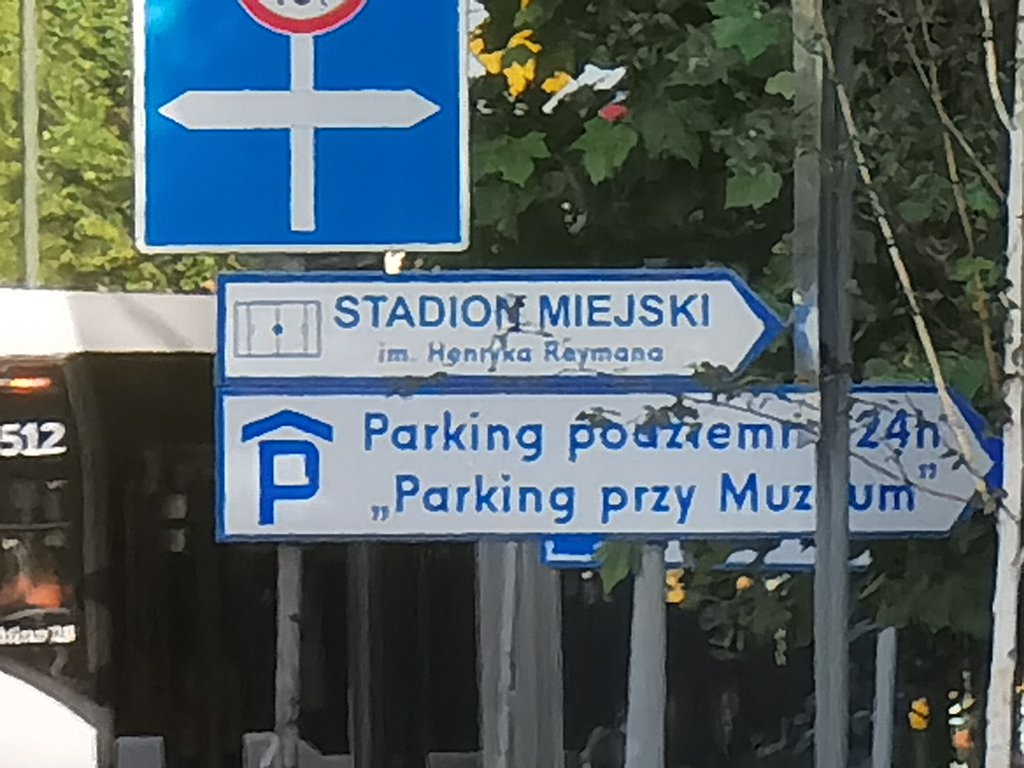 STADION MIEJSKI
im. Henryka Reymana
Parking podziemny 24h
„Parking przy Muzeum”
512